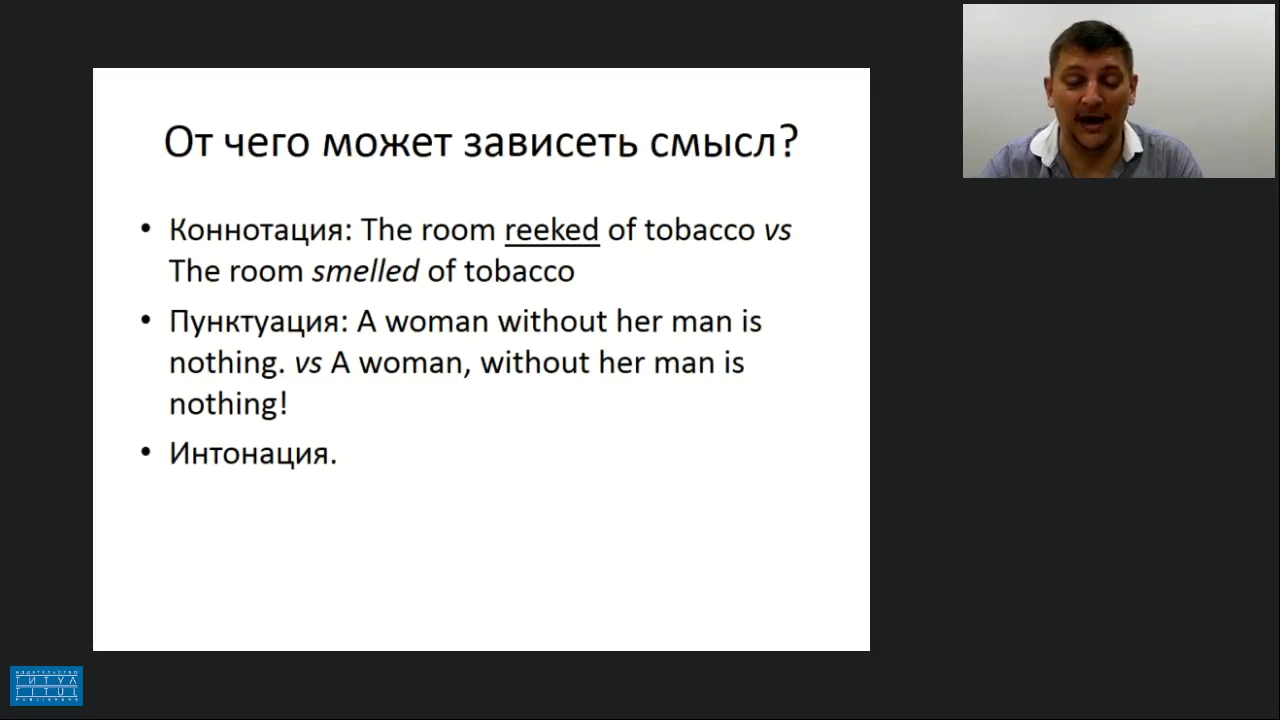 От чего может зависеть смысл?
• Коннотация: The room reeked of tobacco vs
The room smelled of tobacco
• Пунктуация: A woman without her man is
nothing. vs A woman, without her man is
nothing!
• Интонация.
ИЗДАТЕЛЬСТВО
ТИТУЛ
TITUL
PUBLISHERS